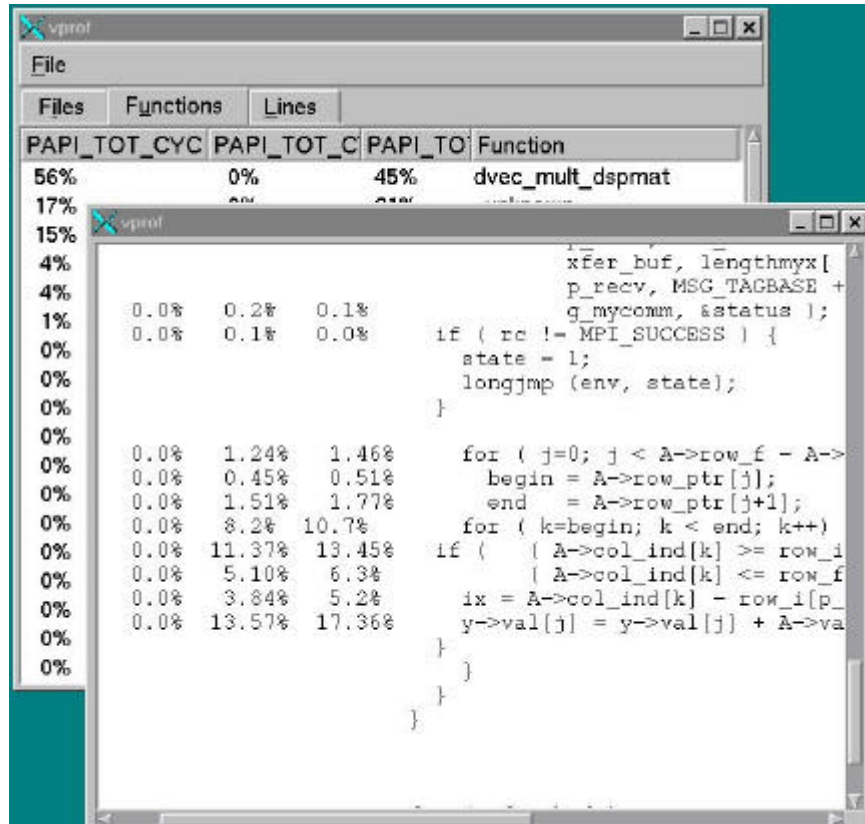 vprof
File
Files Functions Lines
PAPI_TOT_CYC PAPI_TOT_C PAPI_TO Function
56% 0% 45% dvec_mult_dspmat
17%
15%
4%
4%
1%
0%
0%
0%
0%
0%
0%
0%
0%
0%
0%
0%
0%
vprof
xfer_buf, lengthmyx[
p_recv, MSG_TAGBASE +
0.0% 0.2% 0.1% g_mycomm, &status );
0.0% 0.1% 0.0% if ( rc != MPI_SUCCESS ) {
state = 1;
longjmp (env, state);
}
0.0% 1.24% 1.46% for ( j=0; j < A->row_f - A->
0.0% 0.45% 0.51% begin = A->row_ptr[j];
0.0% 1.51% 1.77% end = A->row_ptr[j+1];
0.0% 8.2% 10.7% for ( k=begin; k < end; k++)
0.0% 11.37% 13.45% if ( ( A->col_ind[k] >= row_i
0.0% 5.10% 6.3% ( A->col_ind[k] <= row_f
0.0% 3.84% 5.2% ix = A->col_ind[k] - row_i[p_
0.0% 13.57% 17.36% y->val[j] = y->val[j] + A->va
}
}
}
}